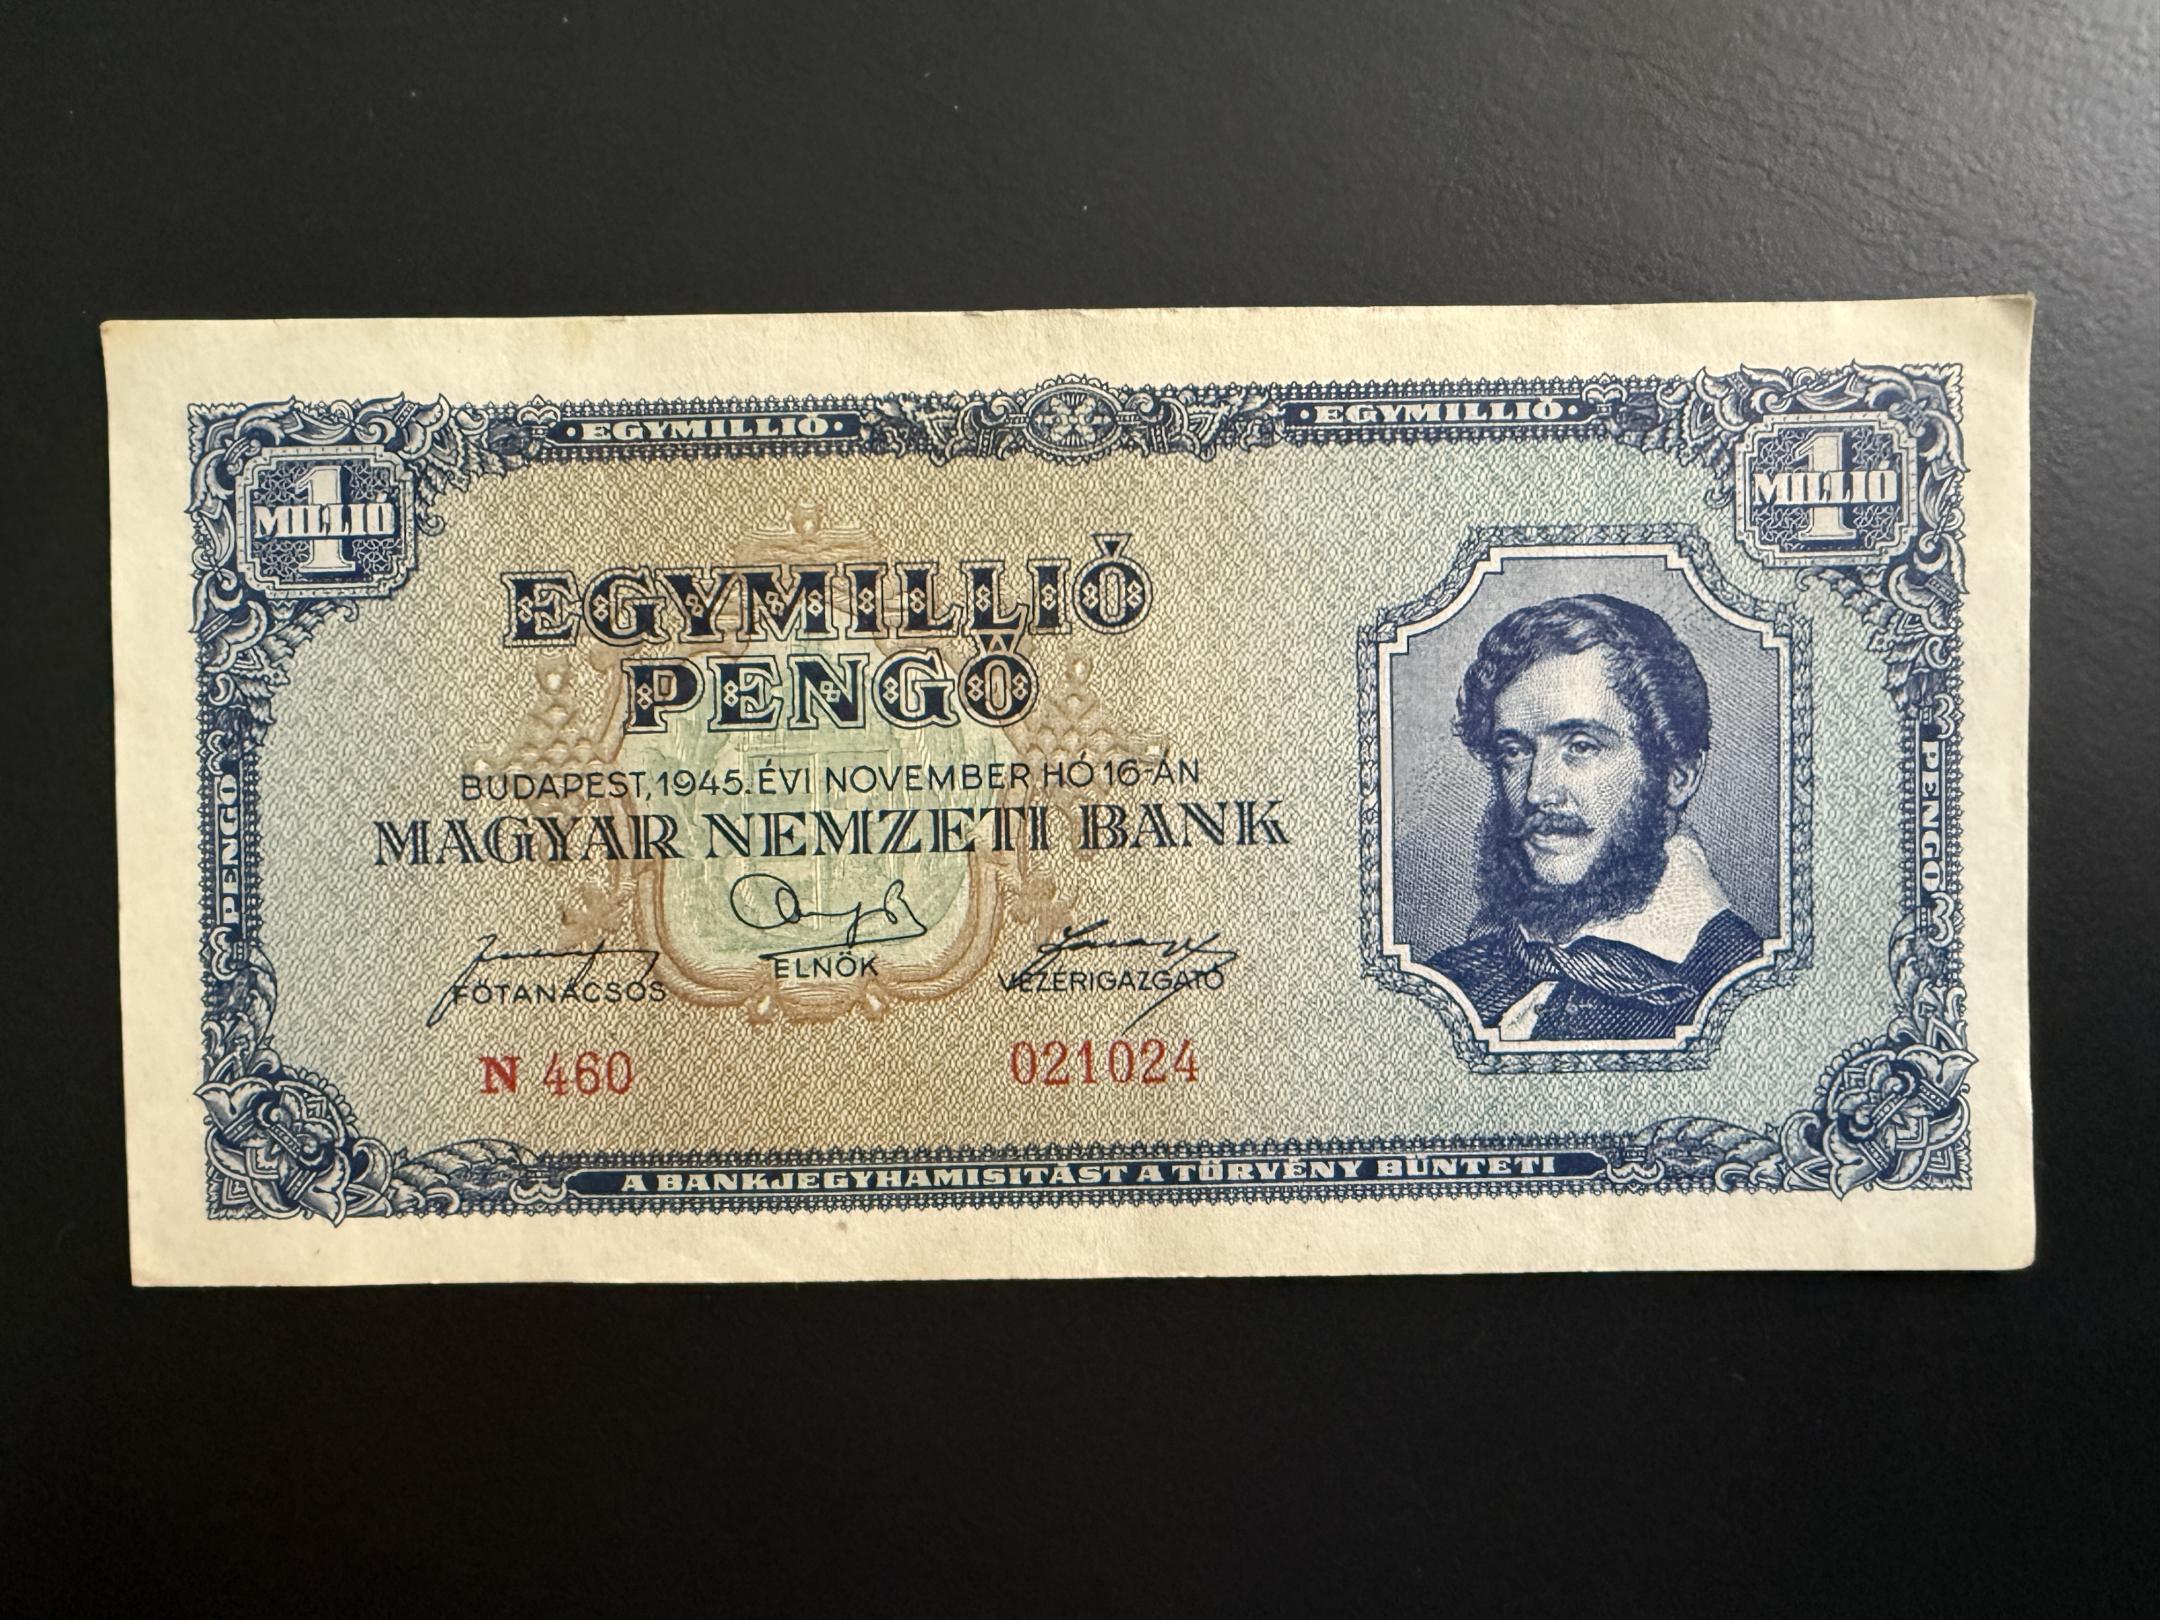 ·EGYMILLIÓ·
·EGYMILLIÓ·
1
MILLIÓ
1
MILLIÓ
EGYMILLIÓ
PENGŐ
BUDAPEST, 1945. ÉVI NOVEMBER HÓ 16-ÁN
MAGYAR NEMZETI BANK
FŐTANÁCSOS
ELNÖK
VEZÉRIGAZGATÓ
N 460
021024
PENGŐ
PENGŐ
A BANKJEGYHAMISITÁST A TÖRVÉNY BÜNTETI